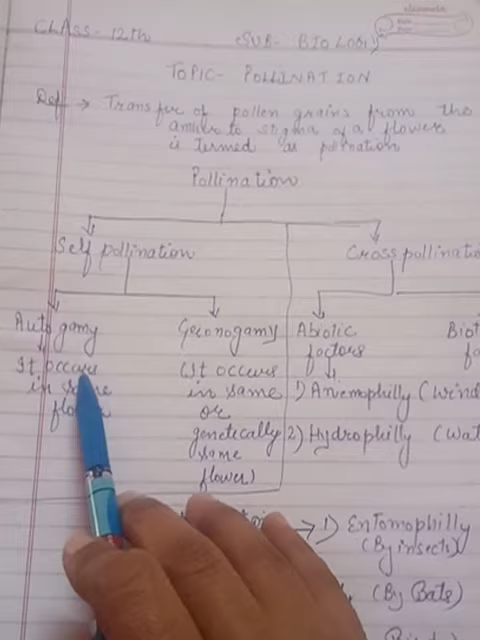 CLASS- 12th
SUB- BIOLOGY
TOPIC- POLLINATION
Def → Transfer of pollen grains from the
anther to stigma of a flower
is termed as pollination
Pollination
Self pollination
Cross pollinatio
Autogamy
It occurs
in same
flower
Geionogamy
(It occurs
in same
or
genetically
same
flower)
Abiotic
factors
1) Anemophilly (Wind
2) Hydrophilly (Wat
Biot
fa
→ 1) Entomophilly
(By insects)
(By Bats)